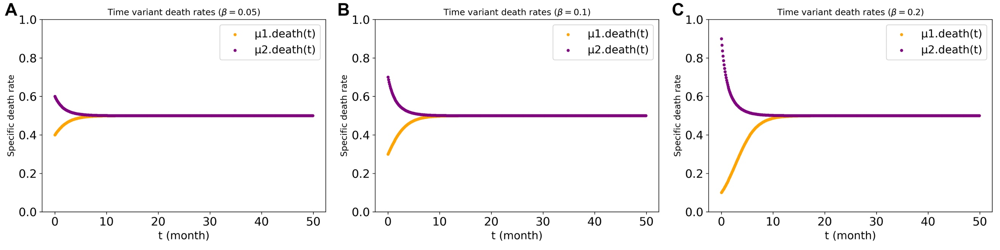 A
Time variant death rates (β = 0.05)
1.0
0.8
0.6
0.4
0.2
0.0
Specific death rate
μ1.death(t)
μ2.death(t)
0 10 20 30 40 50
t (month)
B
Time variant death rates (β = 0.1)
1.0
0.8
0.6
0.4
0.2
0.0
Specific death rate
μ1.death(t)
μ2.death(t)
0 10 20 30 40 50
t (month)
C
Time variant death rates (β = 0.2)
1.0
0.8
0.6
0.4
0.2
0.0
Specific death rate
μ1.death(t)
μ2.death(t)
0 10 20 30 40 50
t (month)